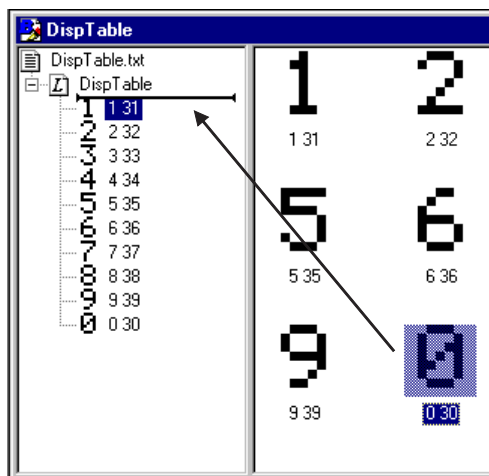 DispTable
DispTable.txt
DispTable
1 1 31
2 2 32
3 3 33
4 4 34
5 5 35
6 6 36
7 7 37
8 8 38
9 9 39
0 0 30
1 2
1 31 2 32
5 6
5 35 6 36
9 0
9 39 0 30